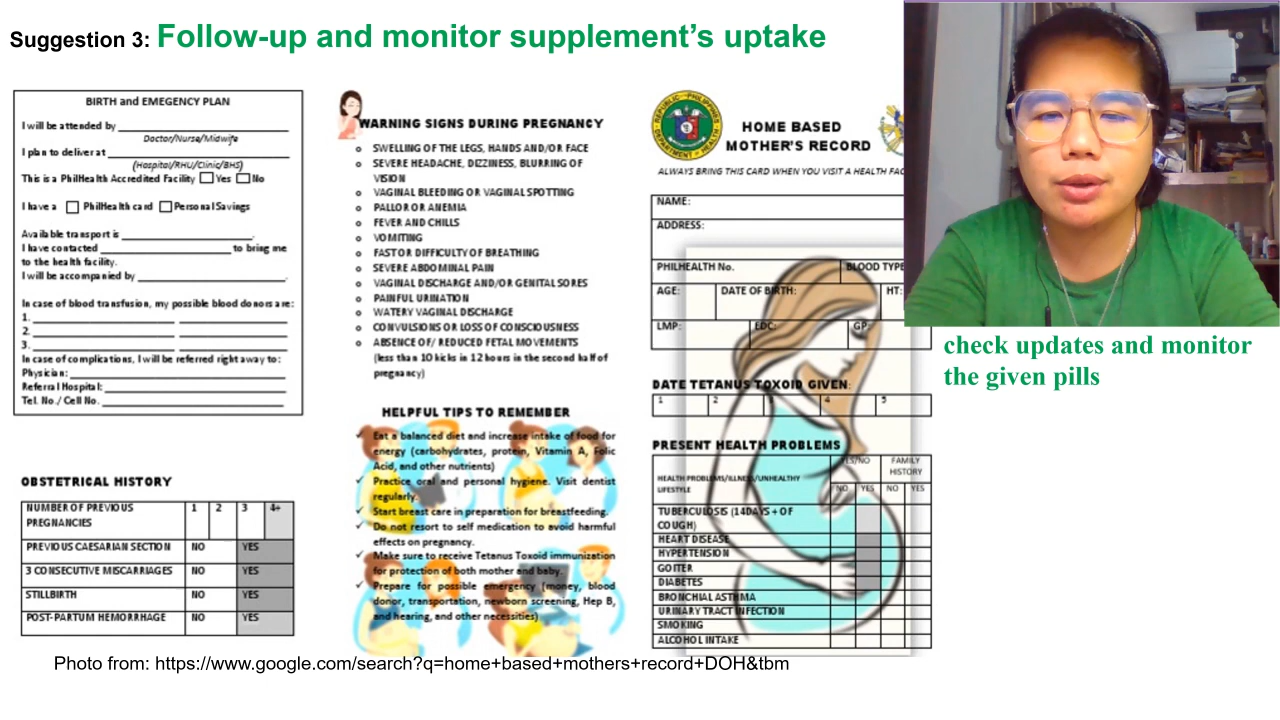 Suggestion 3: Follow-up and monitor supplement's uptake
BIRTH and EMEGENCY PLAN
I will be attended by
Doctor/Nurse/Midwife
I plan to deliver at
(Hospital/RHU/Clinic/BHS)
This is a PhilHealth Accredited Facility Yes No
I have a PhilHealth card Personal Savings
Available transport is .
I have contacted to bring me
to the health facility.
I will be accompanied by .
In case of blood transfusion, my possible blood donors are:
1.
2.
3.
In case of complications, I will be referred right away to:
Physician:
Referral Hospital:
Tel. No./ Cell No.
OBSTETRICAL HISTORY
NUMBER OF PREVIOUS PREGNANCIES 1 2 3 4+
PREVIOUS CAESARIAN SECTION NO YES
3 CONSECUTIVE MISCARRIAGES NO YES
STILLBIRTH NO YES
POST-PARTUM HEMORRHAGE NO YES
WARNING SIGNS DURING PREGNANCY
SWELLING OF THE LEGS, HANDS AND/OR FACE
SEVERE HEADACHE, DIZZINESS, BLURING OF
VISION
VAGINAL BLEEDING OR VAGINAL SPOTTING
PALLOR OR ANEMIA
FEVER AND CHILLS
VOMITING
FAST OR DIFFICULTY OF BREATHING
SEVERE ABDOMINAL PAIN
VAGINAL DISCHARGE AND/OR GENITAL SORES
PAINFUL URINATION
WATERY VAGINAL DISCHARGE
CONVULSIONS OR LOSS OF CONSCIOUSNESS
ABSENCE OF/ REDUCED FETAL MOVEMENTS
(less than 10 kicks in 12 hours in the second half of
pregnancy)
HELPFUL TIPS TO REMEMBER
Eat a balanced diet and increase intake of food for
energy (carbohydrates, protein, Vitamin A, Folic
Acid, and other nutrients)
Practice oral and personal hygiene. Visit dentist
regularly.
Start breast care in preparation for breastfeeding.
Do not resort to self medication to avoid harmful
effects on pregnancy.
Make sure to receive Tetanus Toxoid immunization
for protection of both mother and baby.
Prepare for possible emergency (money, blood
donor, transportation, newborn screening, Hep B,
and hearing, and other necessities)
HOME BASED
MOTHER'S RECORD
ALWAYS BRING THIS CARD WHEN YOU VISIT A HEALTH
NAME:
ADDRESS:
PHILHEALTH No. BLOOD TYPE
AGE: DATE OF BIRTH: HT:
LMP: EDC: GP:
DATE TETANUS TOXOID GIVEN:
1 2 3 4 5
PRESENT HEALTH PROBLEMS
HEALTH PROBLEMS/ILLNESS/UNHEALTHY LIFESTYLE YES/NO FAMILY HISTORY
NO YES NO YES
TUBERCULOSIS (14DAYS + OF
COUGH)
HEART DISEASE
HYPERTENSION
GOITER
DIABETES
BRONCHIAL ASTHMA
URINARY TRACT INFECTION
SMOKING
ALCOHOL INTAKE
check updates and monitor
the given pills
Photo from: https://www.google.com/search?q=home+based+mothers+record+DOH&tbm